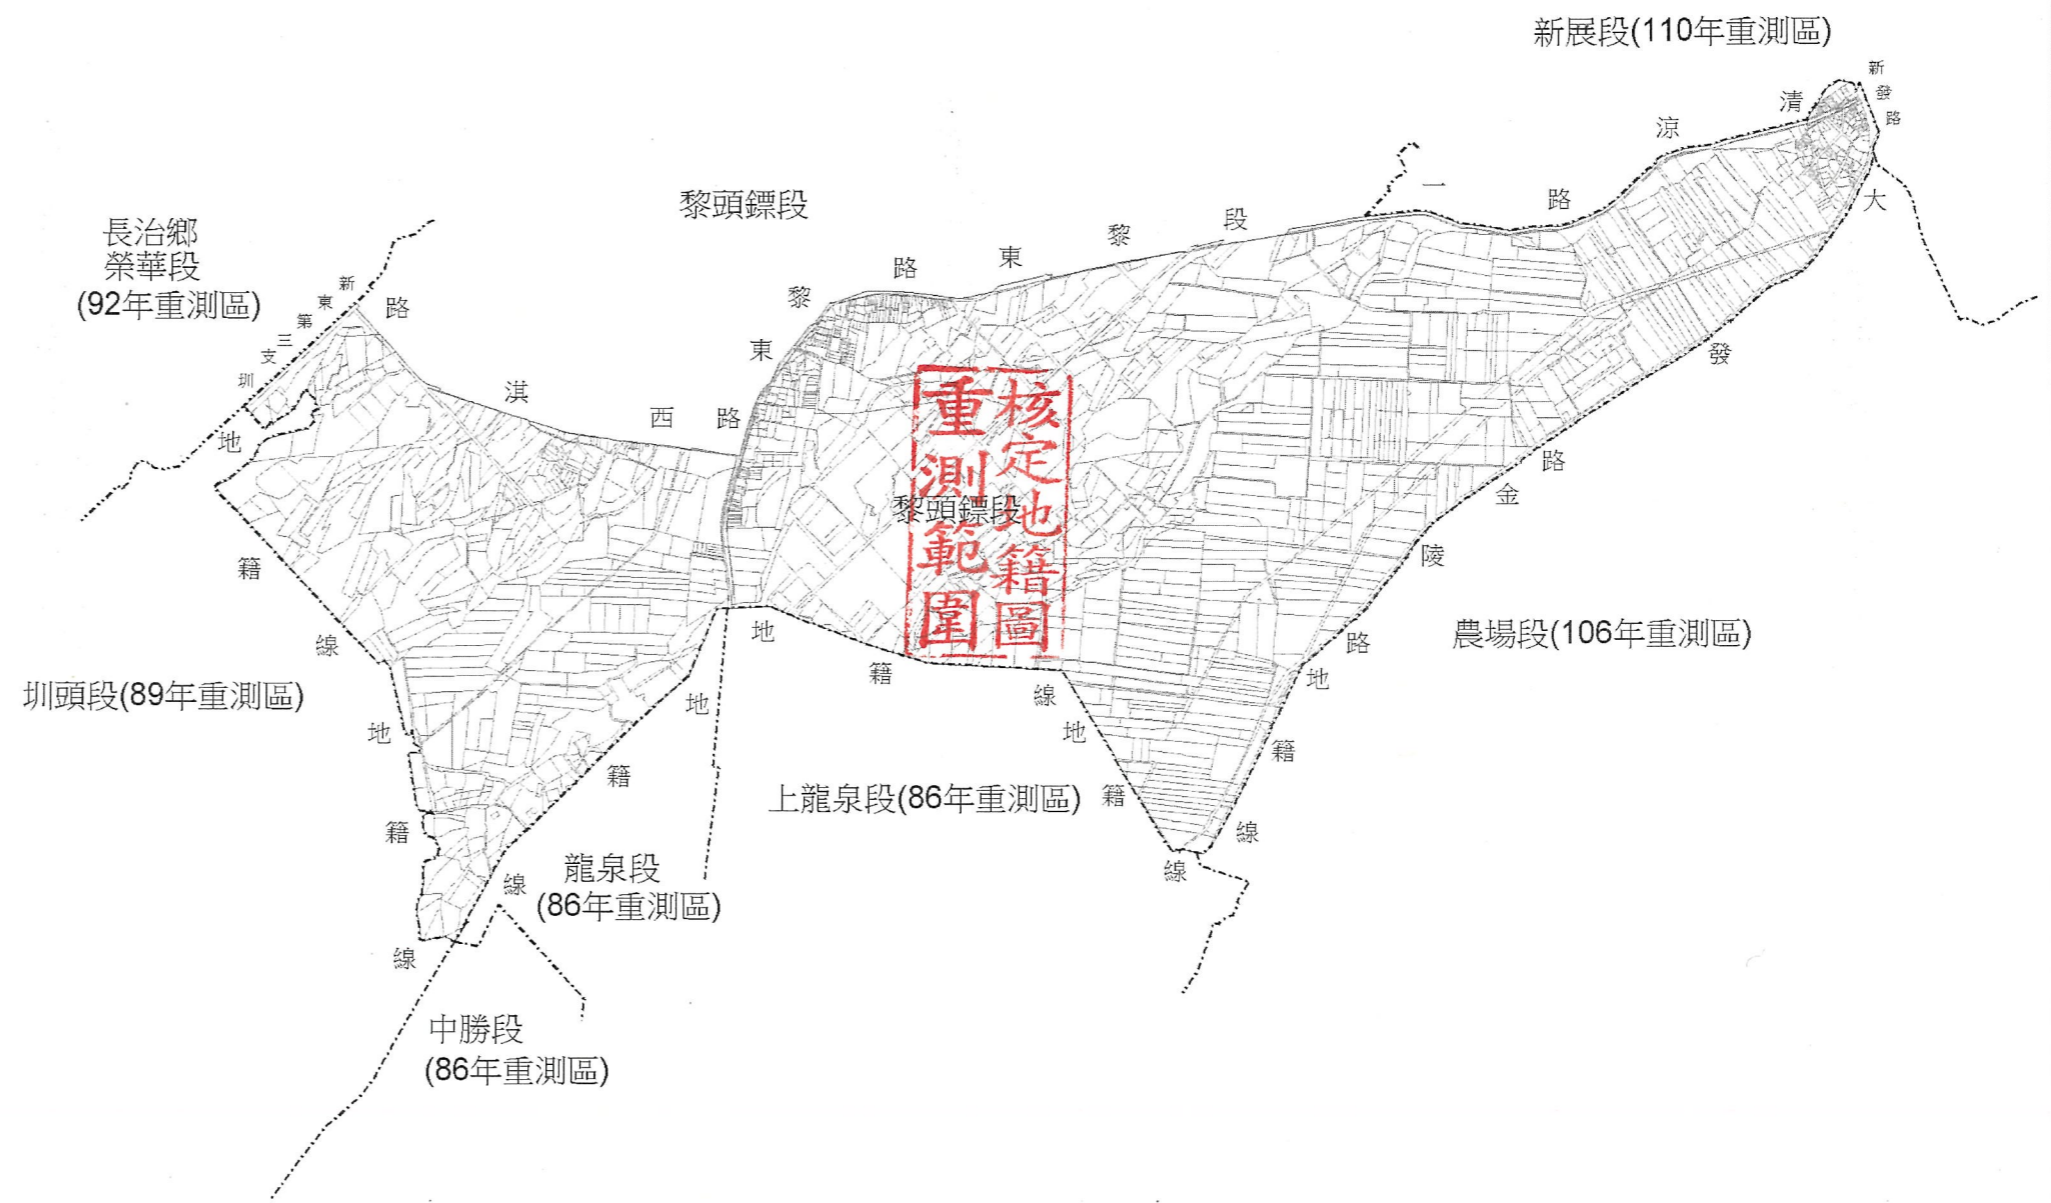 新展段(110年重測區)
新發路
清涼路
黎頭鏢段
長治鄉
榮華段
(92年重測區)
新東第三支圳
路淇西
路東黎
東黎段一
路
大發路
金陵路
黎頭鏢段
核定地籍圖
重測範圍
地籍線
地籍線
地籍線
地籍線
地籍線
地籍線
農場段(106年重測區)
圳頭段(89年重測區)
上龍泉段(86年重測區)
龍泉段
(86年重測區)
中勝段
(86年重測區)